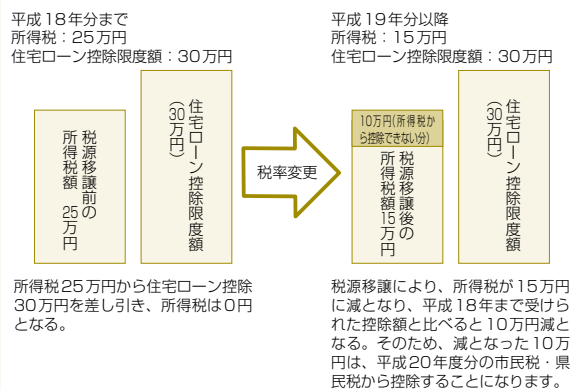 平成18年分まで
所得税：25万円
住宅ローン控除限度額：30万円
税源移譲前の
所得税額 25万円
住宅ローン控除限度額
（30万円）
所得税25万円から住宅ローン控除
30万円を差し引き、所得税は0円
となる。
税率変更
平成19年分以降
所得税：15万円
住宅ローン控除限度額：30万円
10万円（所得税か
ら控除できない分）
税源移譲後の
所得税額15万円
住宅ローン控除限度額
（30万円）
税源移譲により、所得税が15万円
に減となり、平成18年まで受けら
れた控除額と比べると10万円減と
なる。そのため、減となった10万
円は、平成20年度分の市民税・県
民税から控除することになります。